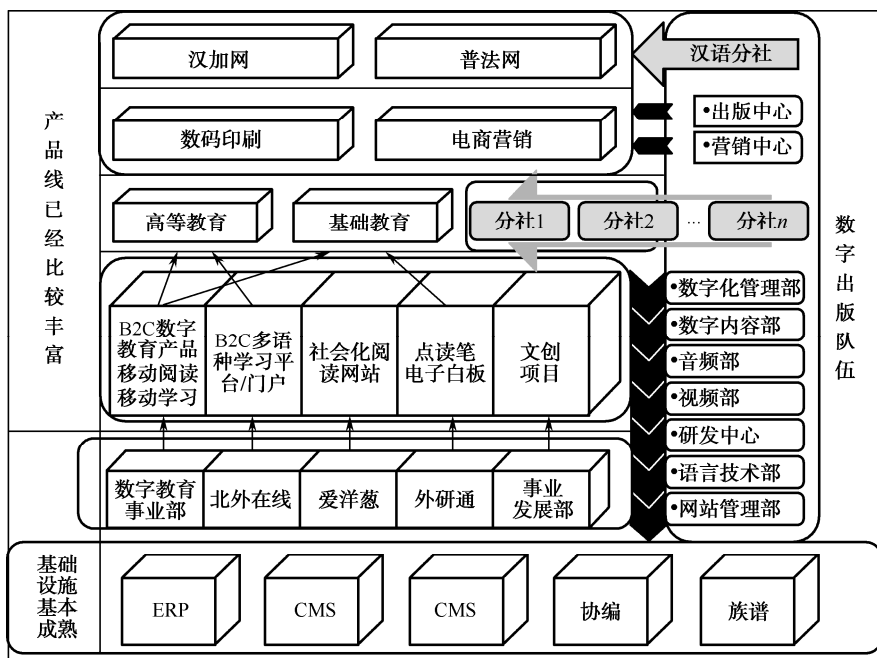 汉加网
普法网
汉语分社
数码印刷
电商营销
•出版中心
•营销中心
产品线已经比较丰富
高等教育
基础教育
分社1
分社2
…
分社n
数字出版队伍
B2C数字
教育产品
移动阅读
移动学习
B2C多语
种学习平
台/门户
社会化阅
读网站
点读笔
电子白板
文创
项目
•数字化管理部
•数字内容部
•音频部
•视频部
•研发中心
•语言技术部
•网站管理部
数字教育
事业部
北外在线
爱洋葱
外研通
事业
发展部
基础
设施
基本
成熟
ERP
CMS
CMS
协编
族谱